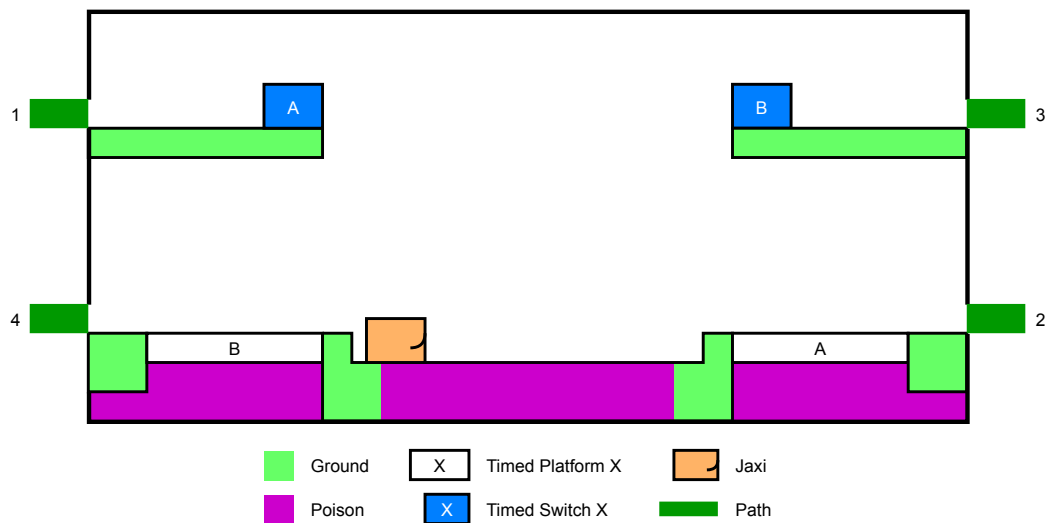 A
B
1
3
4
2
B
A
Ground
X
Timed Platform X
Jaxi
Poison
X
Timed Switch X
Path